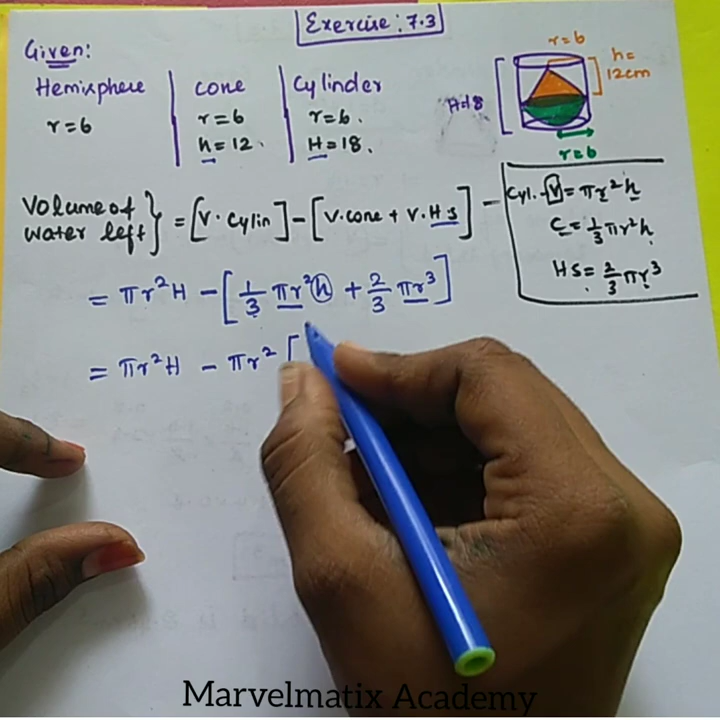 Exercise: 7.3
Given:
Hemisphere
r=6
cone
r=6
h=12.
Cylinder
r=6.
H=18.
r=6
h=
12cm
H=18
r=6
Volume of
water left} = [V. Cylin] - [V.cone + V.Hs]
Cyl. - V = πr²h
C = 1/3 πr²h
HS = 2/3 πr³
= πr²H - [1/3 πr²h + 2/3 πr³]
= πr²H - πr² [
Marvelmatix Academy